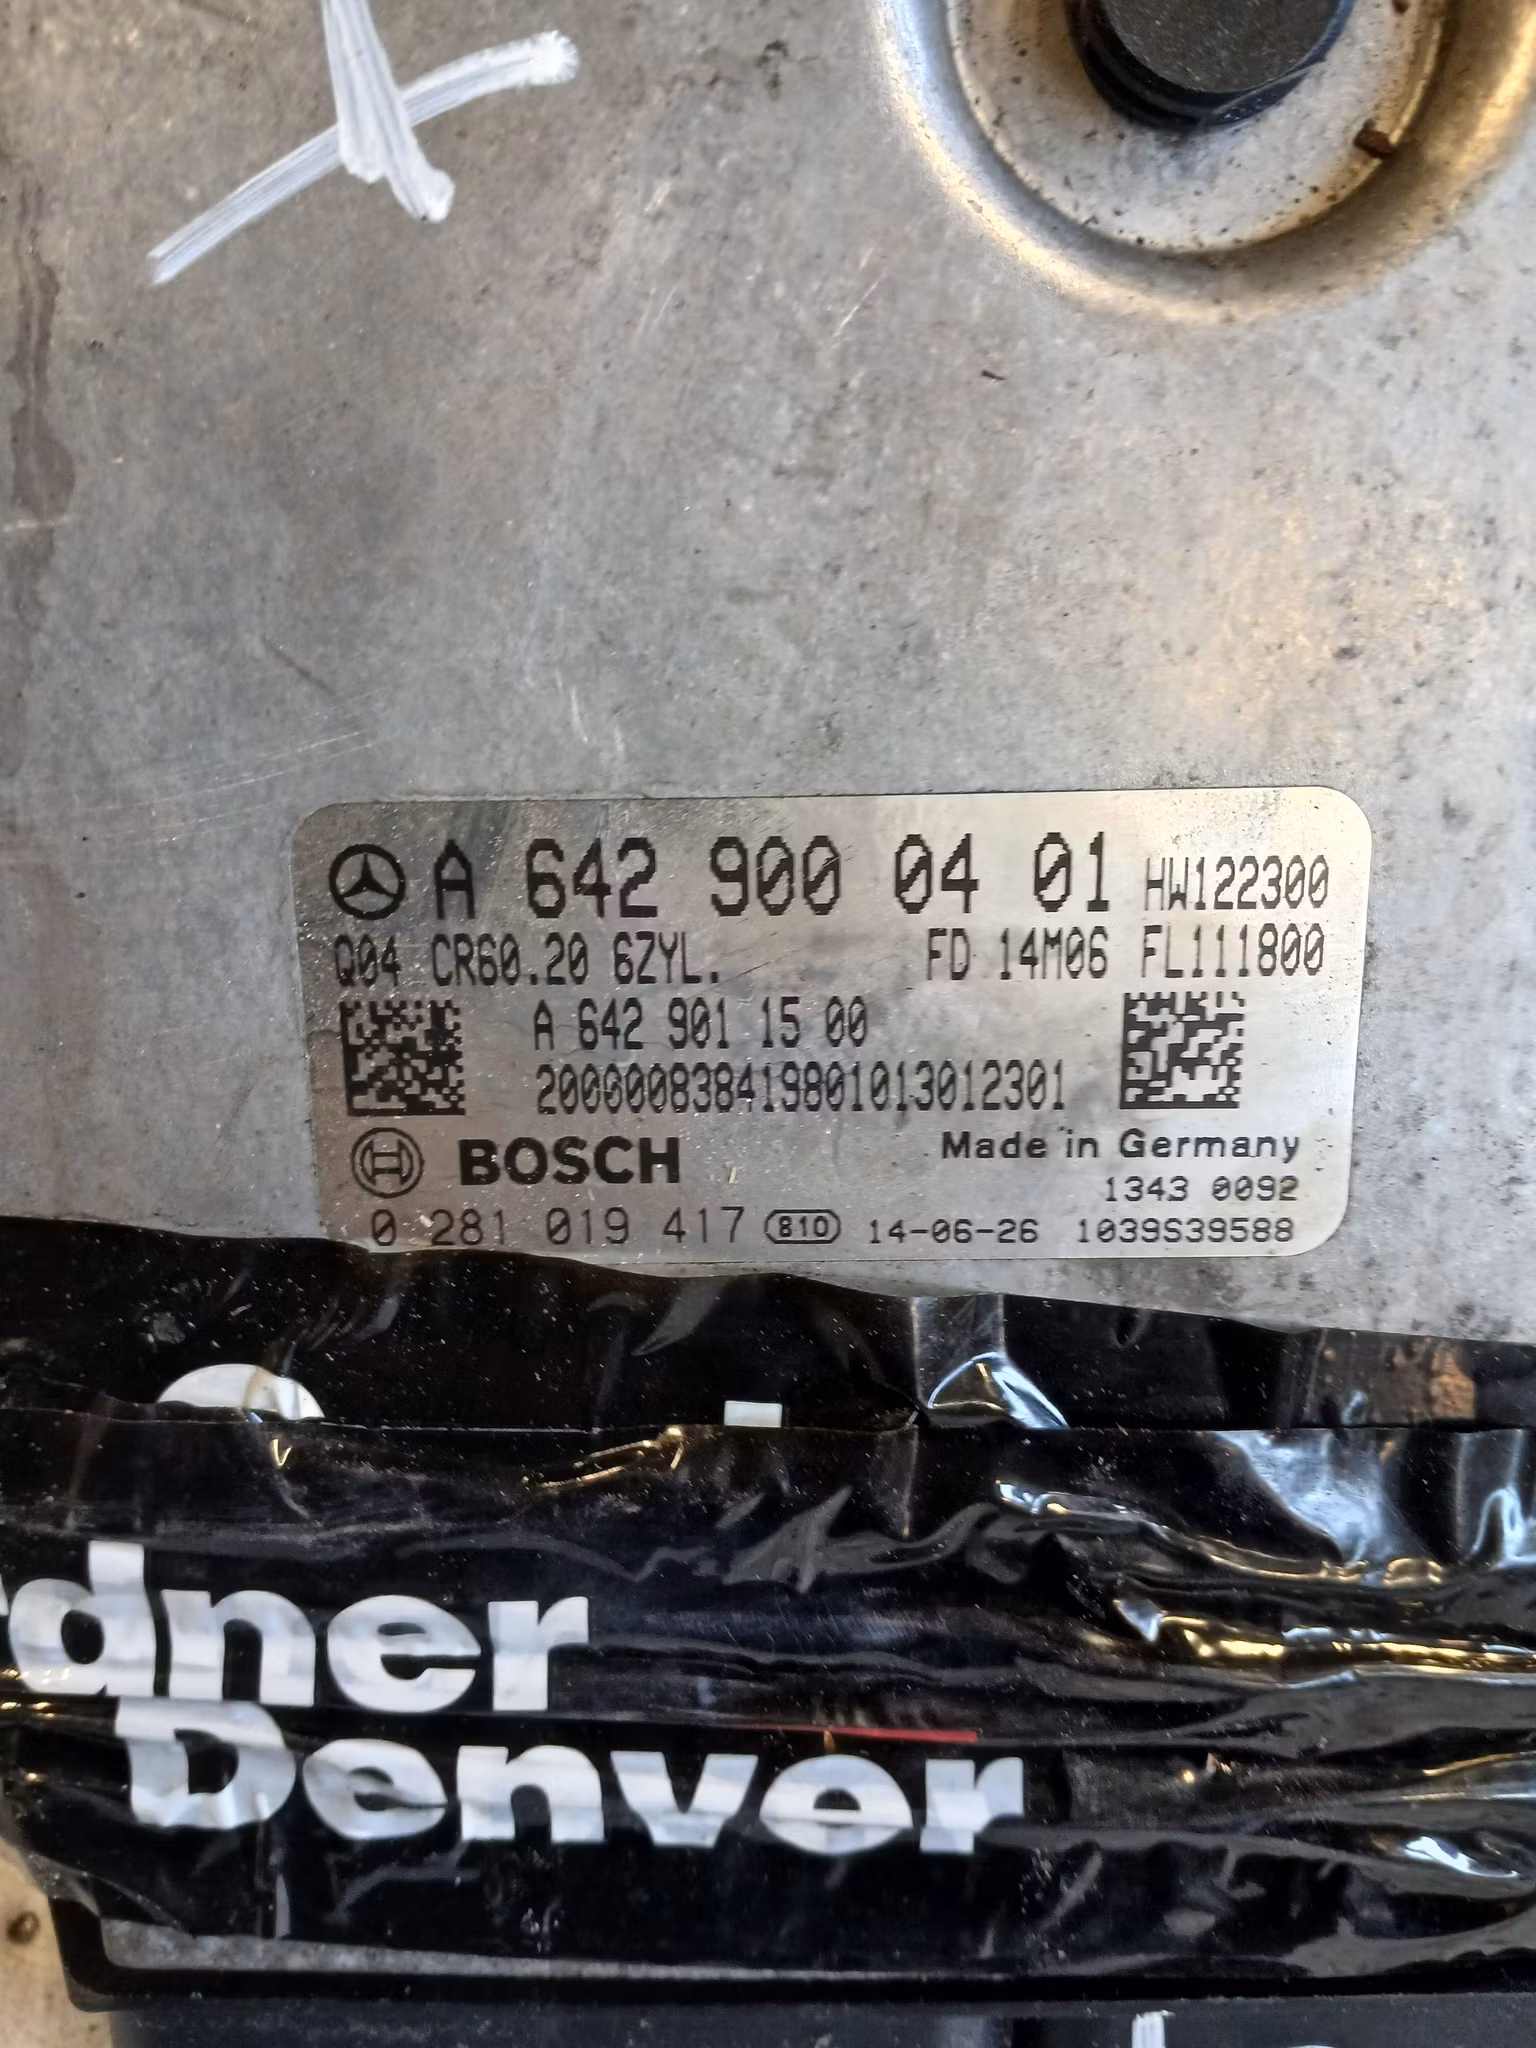 A 642 900 04 01 HW122300
Q04 CR60.20 6ZYL. FD 14M06 FL111800
A 642 901 15 00
200000838419801013012301
BOSCH Made in Germany
1343 0092
0 281 019 417 810 14-06-26 1039S39588
dner
Denver